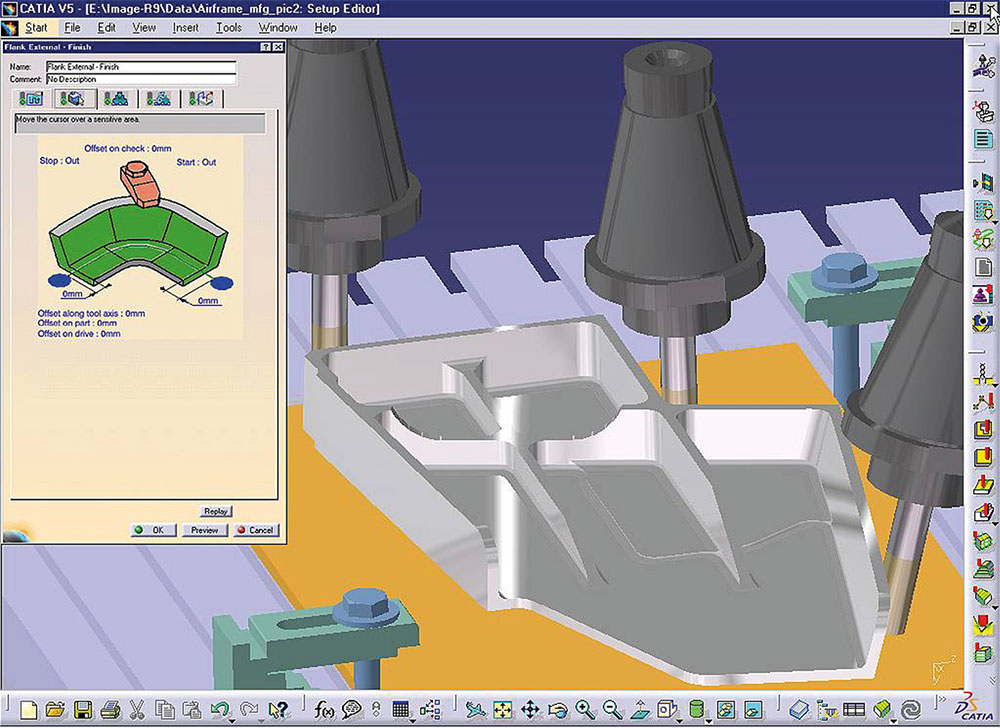 CATIA V5 - [E:\Image-R9\Data\Airframe_mfg_pic2: Setup Editor]
Start File Edit View Insert Tools Window Help
Flank External - Finish
Name: Flank External - Finish
Comment: No Description
Move the cursor over a sensitive area.
Offset on check : 0mm
Stop : Out
Start : Out
0mm
0mm
Offset along tool axis : 0mm
Offset on part : 0mm
Offset on drive : 0mm
Replay
OK Preview Cancel
z
f(x)
DS CATIA